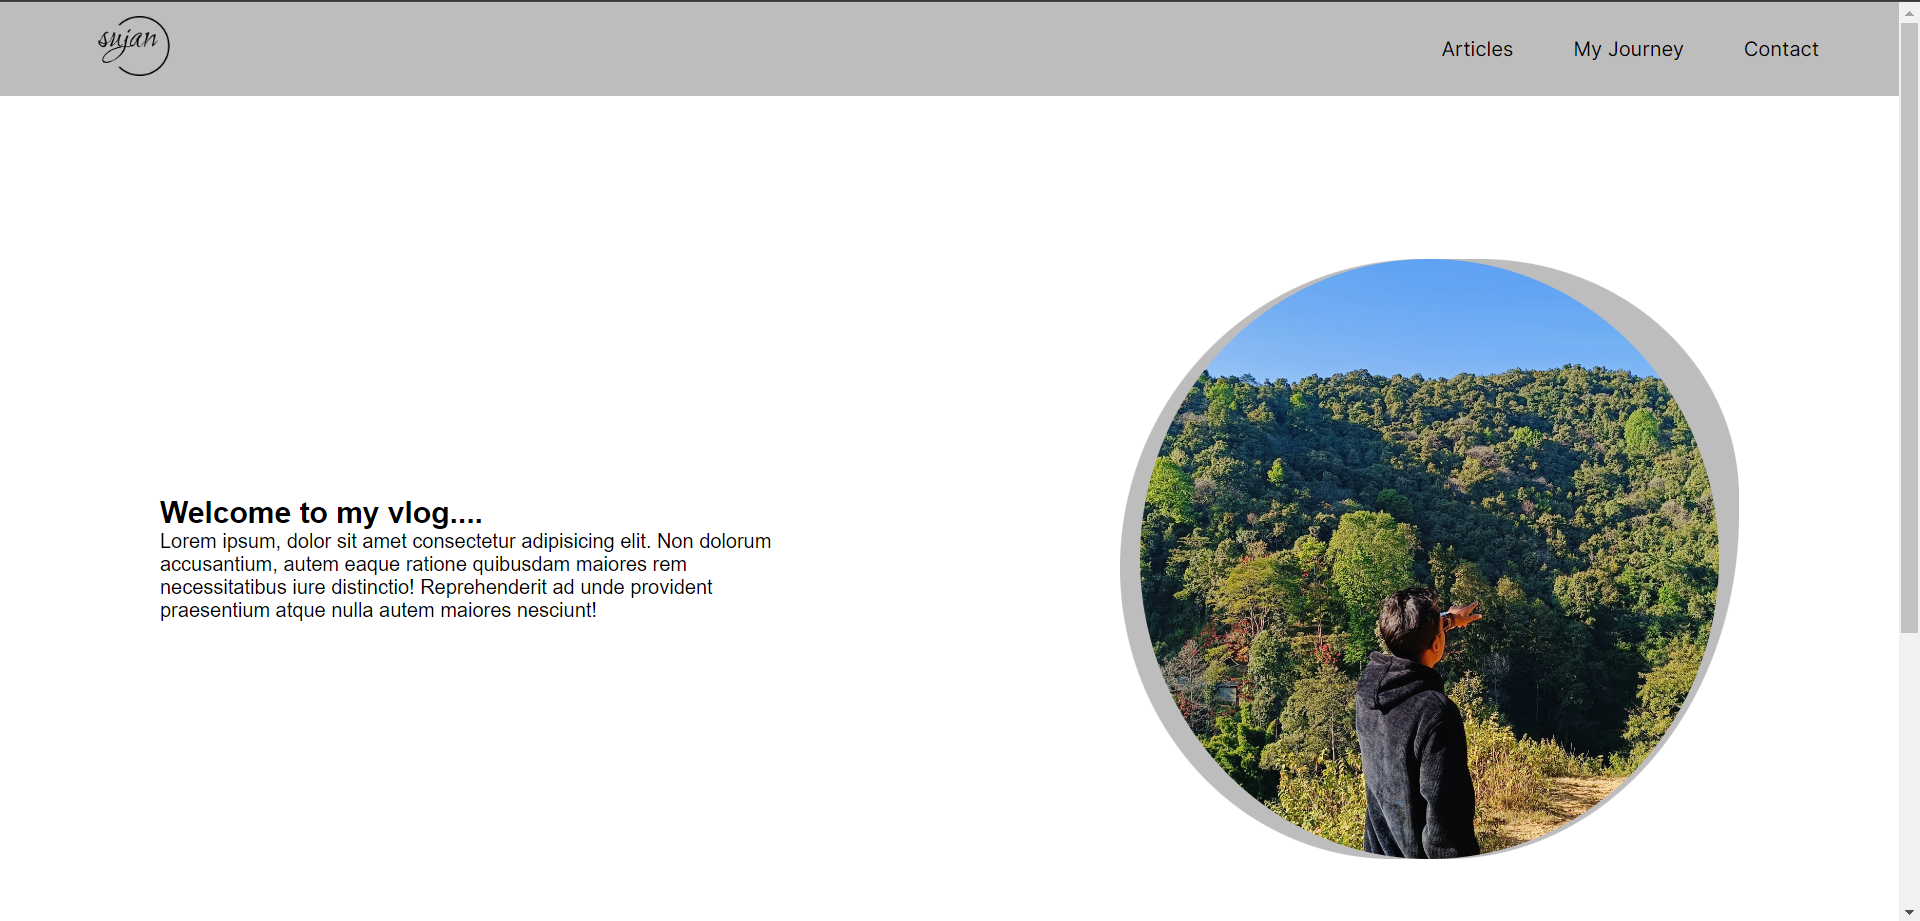 sujan
Articles
My Journey
Contact
Welcome to my vlog....
Lorem ipsum, dolor sit amet consectetur adipisicing elit. Non dolorum
accusantium, autem eaque ratione quibusdam maiores rem
necessitatibus iure distinctio! Reprehenderit ad unde provident
praesentium atque nulla autem maiores nesciunt!